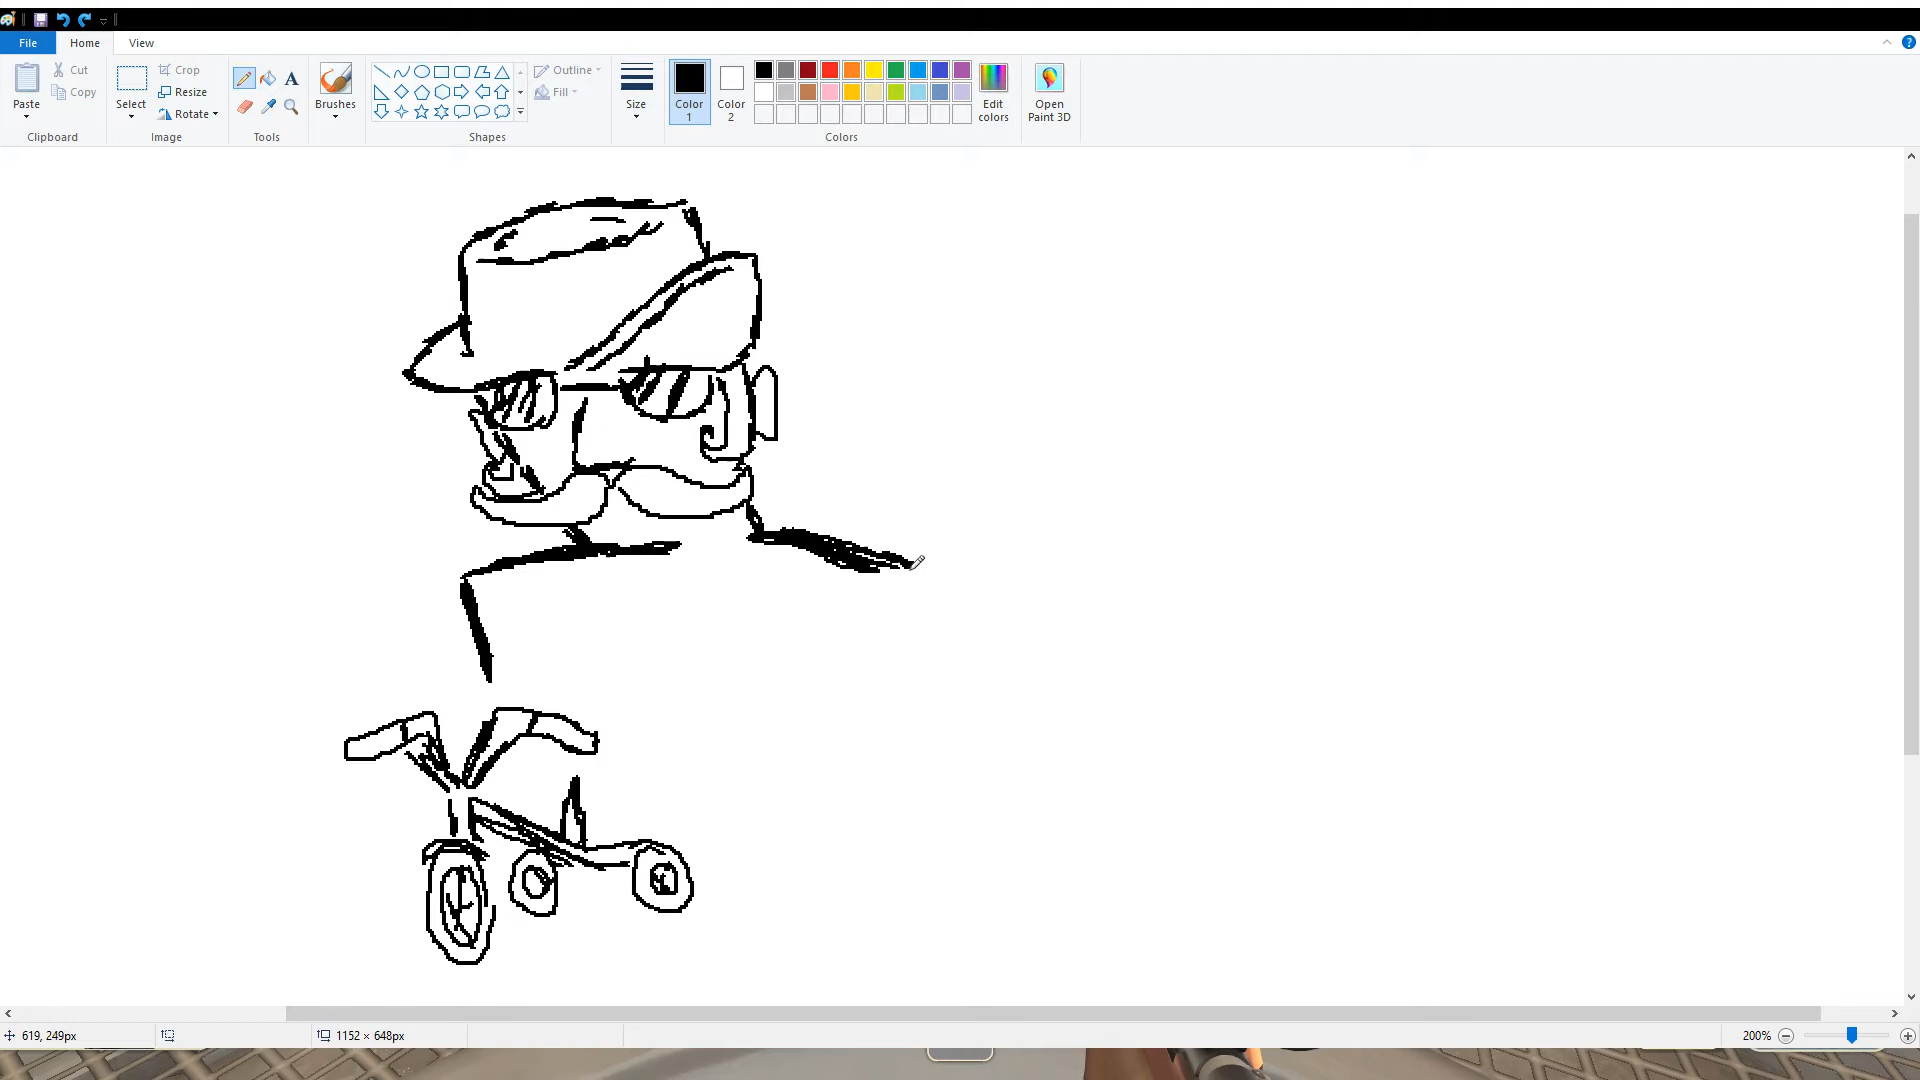 File Home View
Paste
Cut
Copy
Clipboard
Select
Crop
Resize
Rotate
Image
A
Tools
Brushes
Shapes
Outline
Fill
Size
Color 1
Color 2
Edit colors
Colors
Open Paint 3D
619, 249px
1152 × 648px
200%